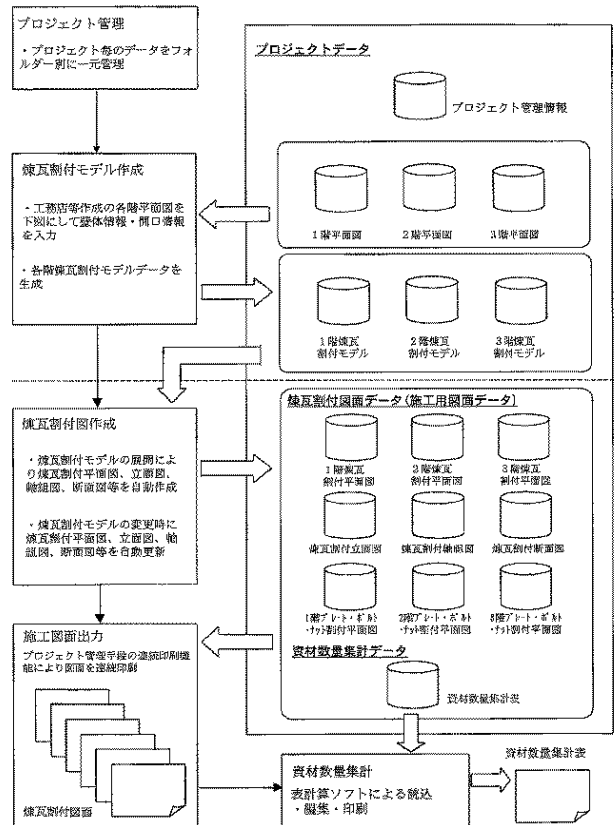 プロジェクト管理
・プロジェクト毎のデータをフォ
ルダー別に一元管理
煉瓦割付モデル作成
・工務店等作成の各階平面図を
下図にして壁体情報・開口情報
を入力
・各階煉瓦割付モデルデータを
生成
煉瓦割付図作成
・煉瓦割付モデルの展開によ
り煉瓦割付平面図、立面図、
軸組図、断面図等を自動作成
・煉瓦割付モデルの変更時に
煉瓦割付平面図、立面図、軸
組図、断面図等を自動更新
施工図面出力
プロジェクト管理手段の連続印刷機
能により図面を連続印刷
煉瓦割付図面
プロジェクトデータ
プロジェクト管理情報
1階平面図
2階平面図
3階平面図
1階煉瓦
割付モデル
2階煉瓦
割付モデル
3階煉瓦
割付モデル
煉瓦割付図面データ(施工用図面データ)
1階煉瓦
割付平面図
2階煉瓦
割付平面図
3階煉瓦
割付平面図
煉瓦割付立面図
煉瓦割付軸組図
煉瓦割付断面図
1階プレート・ボルト
・ナット割付平面図
2階プレート・ボルト
・ナット割付平面図
3階プレート・ボルト
・ナット割付平面図
資材数量集計データ
資材数量集計表
資材数量集計
表計算ソフトによる読込
・編集・印刷
資材数量集計表